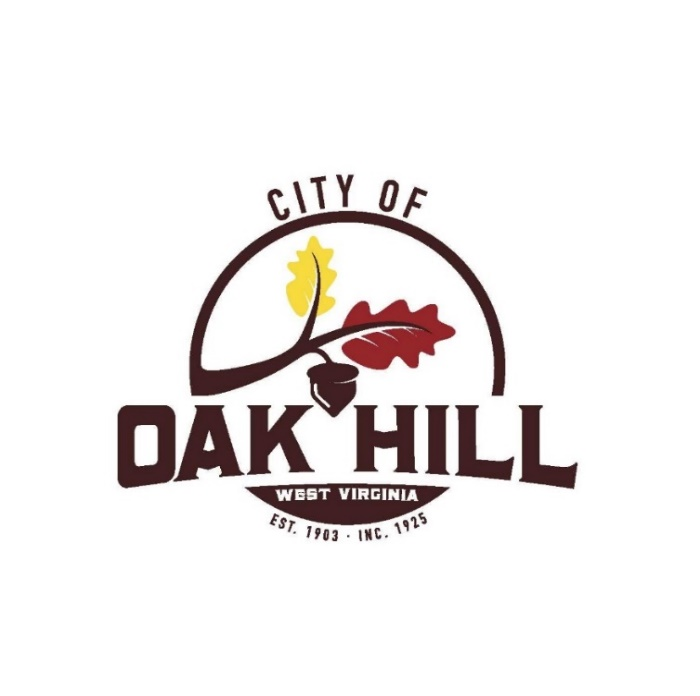 CITY OF
OAK HILL
WEST VIRGINIA
EST. 1903 · INC. 1925